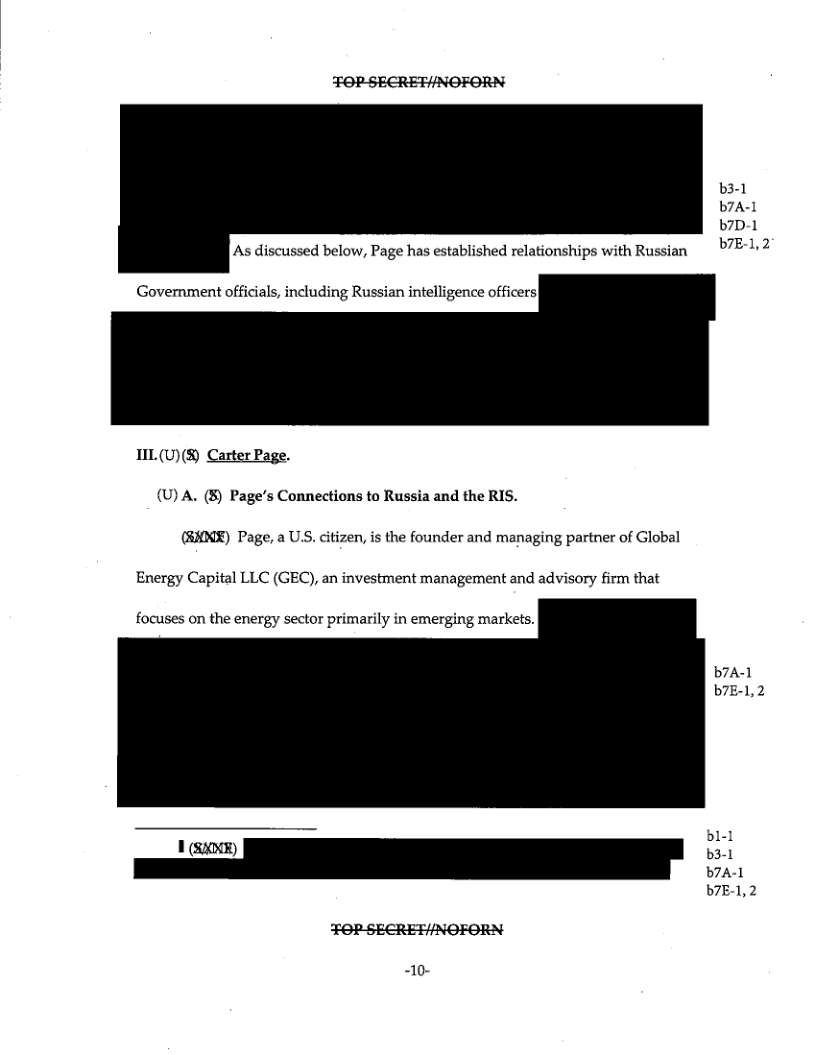 TOP SECRET//NOFORN
b3-1
b7A-1
b7D-1
b7E-1, 2
As discussed below, Page has established relationships with Russian
Government officials, including Russian intelligence officers
III. (U) (S) Carter Page.
(U) A. (S) Page's Connections to Russia and the RIS.
(S//NF) Page, a U.S. citizen, is the founder and managing partner of Global
Energy Capital LLC (GEC), an investment management and advisory firm that
focuses on the energy sector primarily in emerging markets.
b7A-1
b7E-1, 2
(S//NF)
b1-1
b3-1
b7A-1
b7E-1, 2
TOP SECRET//NOFORN
-10-